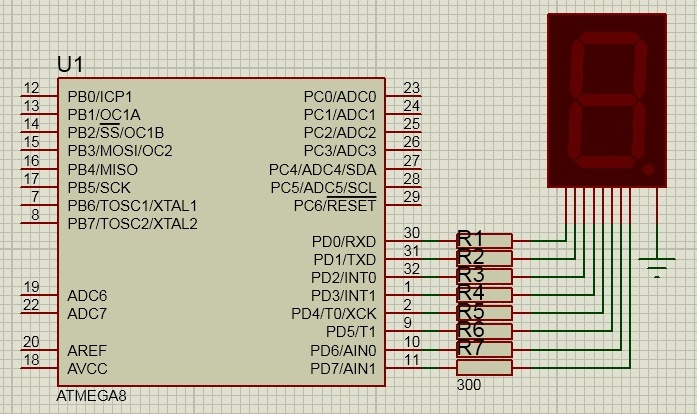 U1
12 PB0/ICP1 PC0/ADC0 23
13 PB1/OC1A PC1/ADC1 24
14 PB2/SS/OC1B PC2/ADC2 25
15 PB3/MOSI/OC2 PC3/ADC3 26
16 PB4/MISO PC4/ADC4/SDA 27
17 PB5/SCK PC5/ADC5/SCL 28
7 PB6/TOSC1/XTAL1 PC6/RESET 29
8 PB7/TOSC2/XTAL2
PD0/RXD 30 R1
PD1/TXD 31 R2
PD2/INT0 32 R3
19 ADC6 PD3/INT1 1 R4
22 ADC7 PD4/T0/XCK 2 R5
PD5/T1 9 R6
20 AREF PD6/AIN0 10 R7
18 AVCC PD7/AIN1 11
300
ATMEGA8